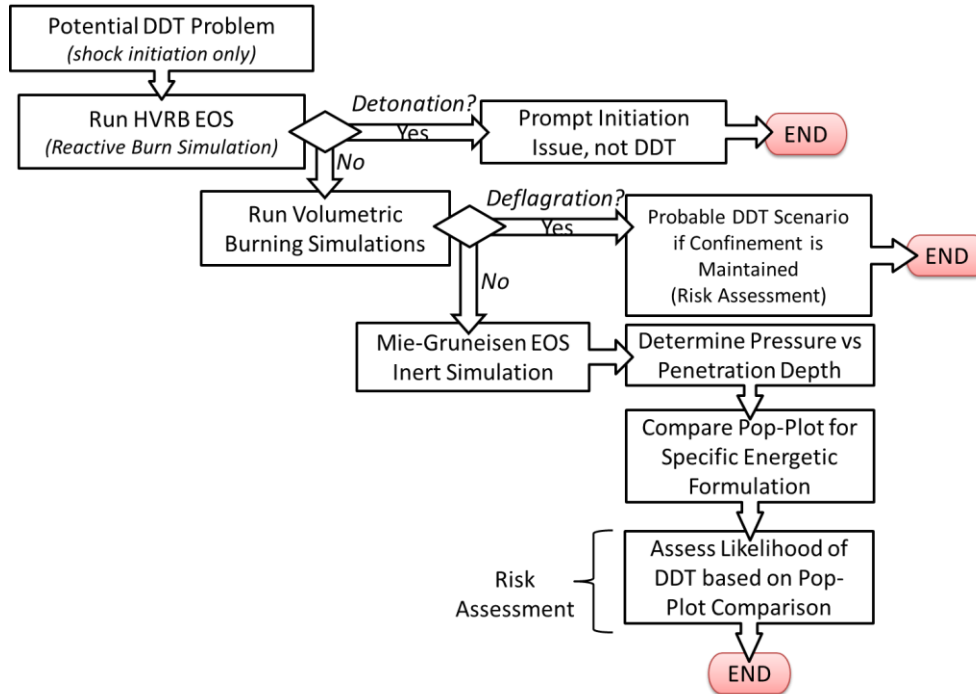 Potential DDT Problem
(shock initiation only)
Run HVRB EOS
(Reactive Burn Simulation)
Detonation?
Yes
No
Prompt Initiation
Issue, not DDT
END
Run Volumetric
Burning Simulations
Deflagration?
Yes
No
Probable DDT Scenario
if Confinement is
Maintained
(Risk Assessment)
END
Mie-Gruneisen EOS
Inert Simulation
Determine Pressure vs
Penetration Depth
Compare Pop-Plot for
Specific Energetic
Formulation
Risk
Assessment
Assess Likelihood of
DDT based on Pop-
Plot Comparison
END